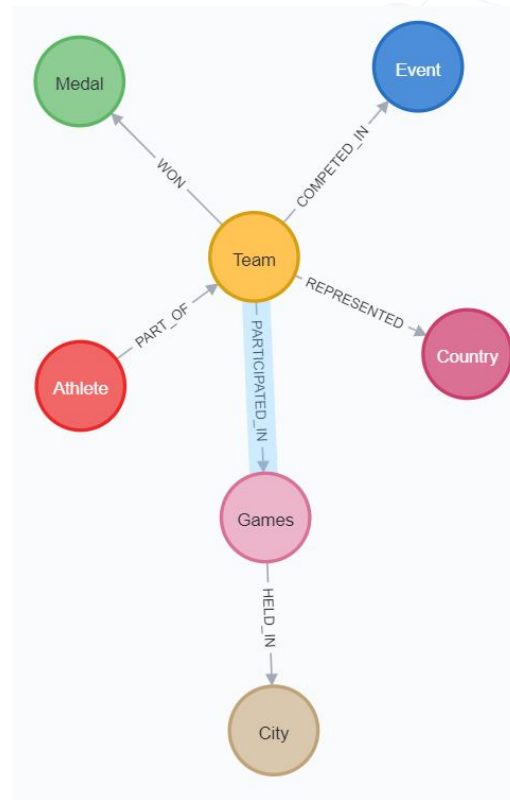 Event
Medal
COMPETED_IN
WON
Team
REPRESENTED
PART_OF
PARTICIPATED_IN
Country
Athlete
Games
HELD_IN
City